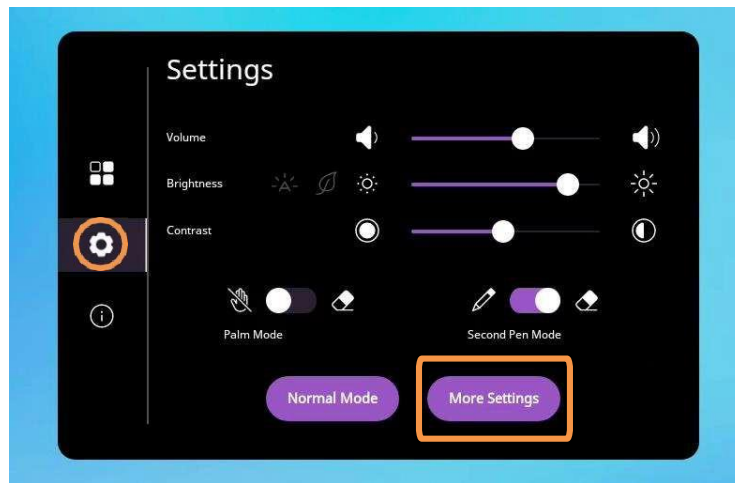 Settings
Volume
Brightness
Contrast
Palm Mode
Second Pen Mode
Normal Mode
More Settings